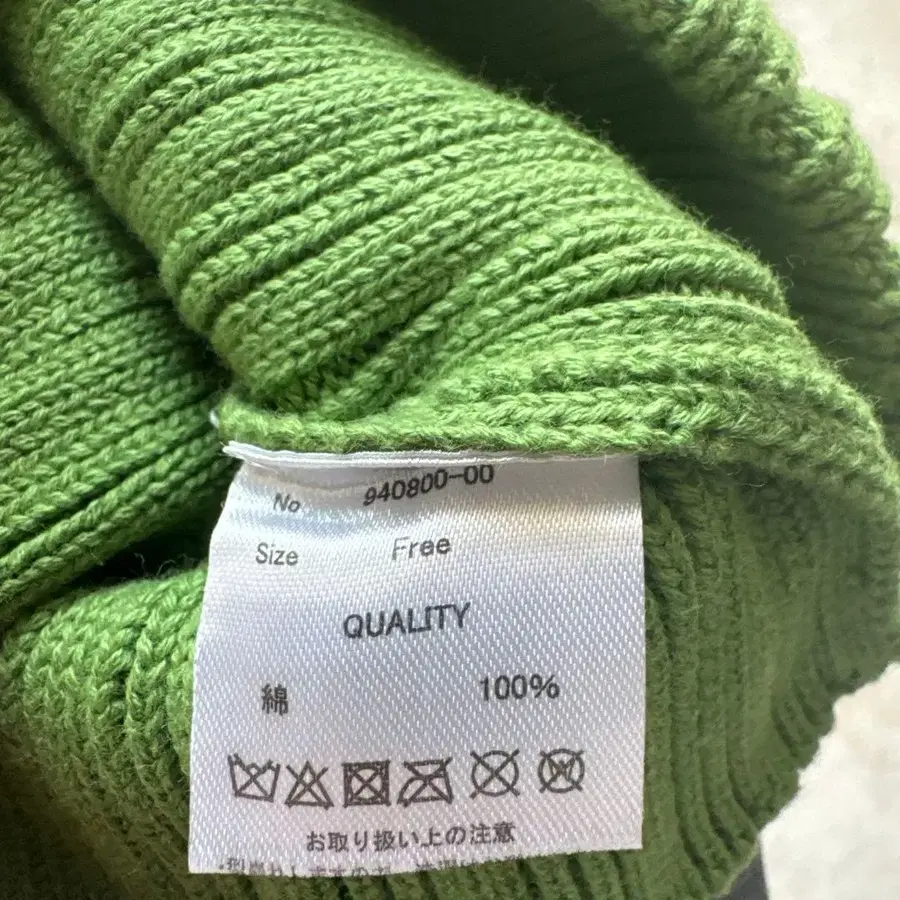 No 940800-00
Size Free
QUALITY
綿 100%
お取り扱い上の注意